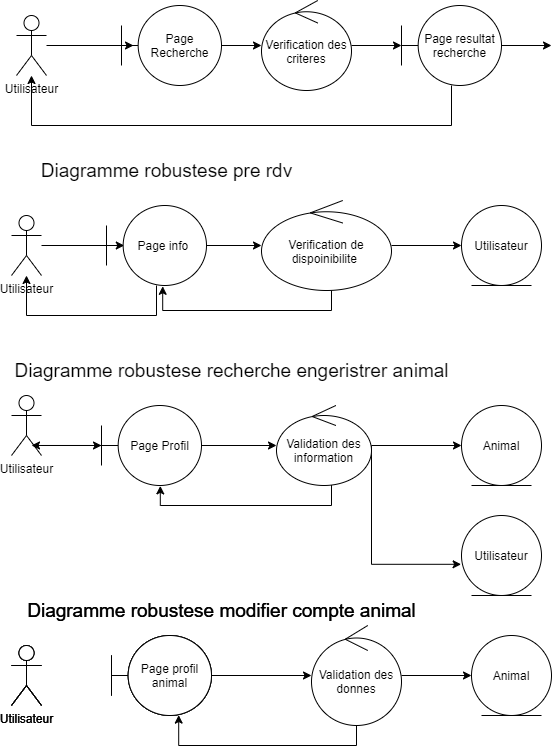 Page
Recherche
Verification des
criteres
Page resultat
recherche
Utilisateur
Diagramme robustese pre rdv
Page info
Verification de
dispoinibilite
Utilisateur
Utilisateur
Diagramme robustese recherche engeristrer animal
Page Profil
Validation des
information
Animal
Utilisateur
Utilisateur
Diagramme robustese modifier compte animal
Page profil
animal
Validation des
donnes
Animal
Utilisateur